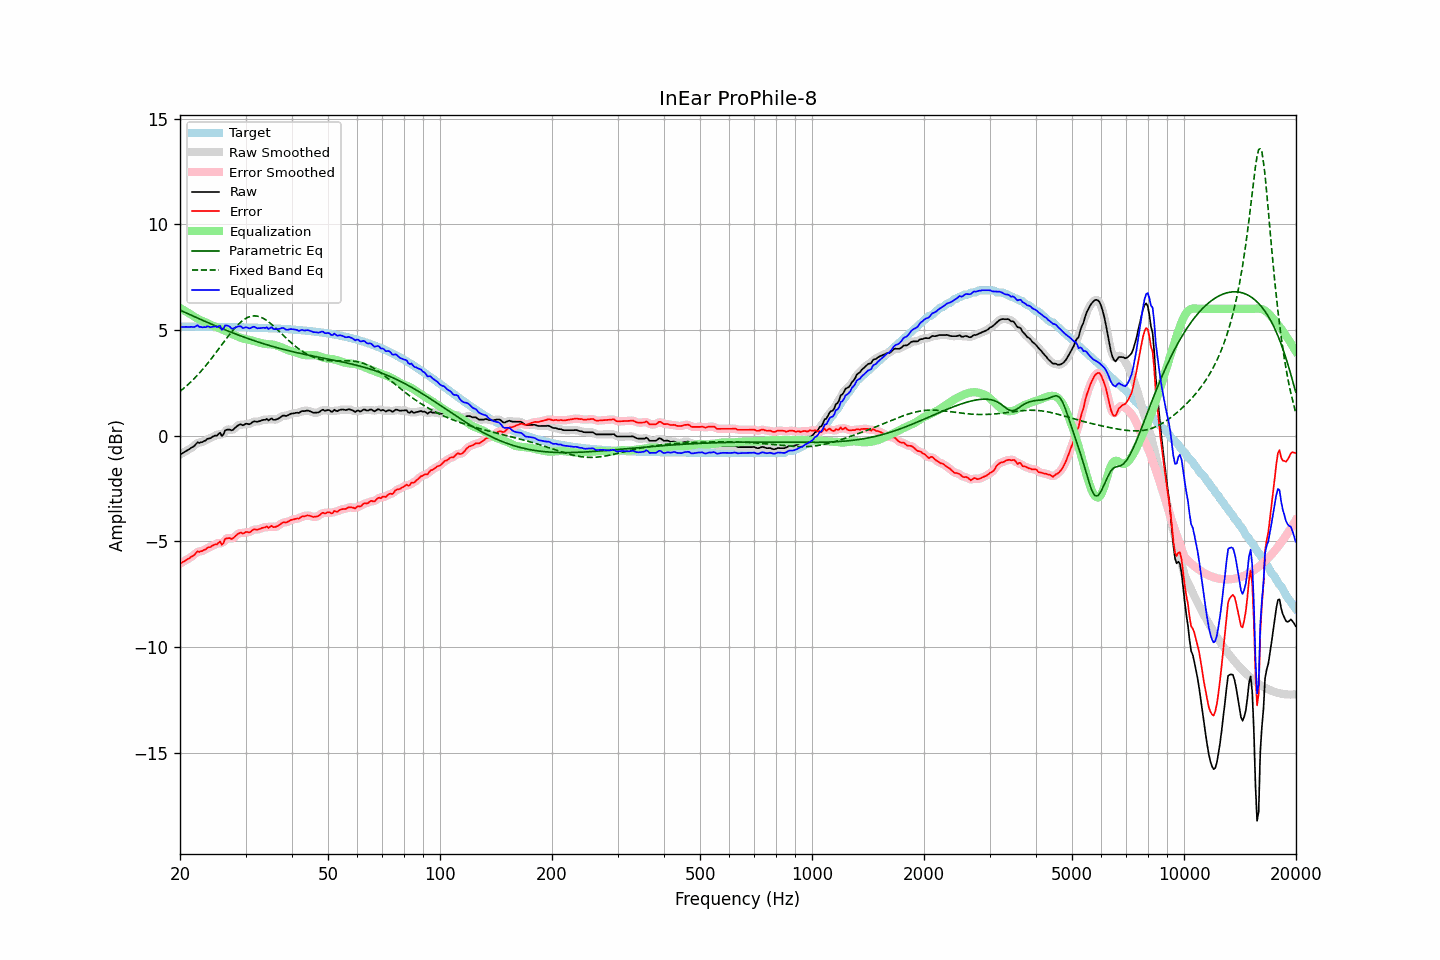 InEar ProPhile-8
Target
Raw Smoothed
Error Smoothed
Raw
Error
Equalization
Parametric Eq
Fixed Band Eq
Equalized
15
10
5
0
−5
−10
−15
Amplitude (dBr)
20
50
100
200
500
1000
2000
5000
10000
20000
Frequency (Hz)